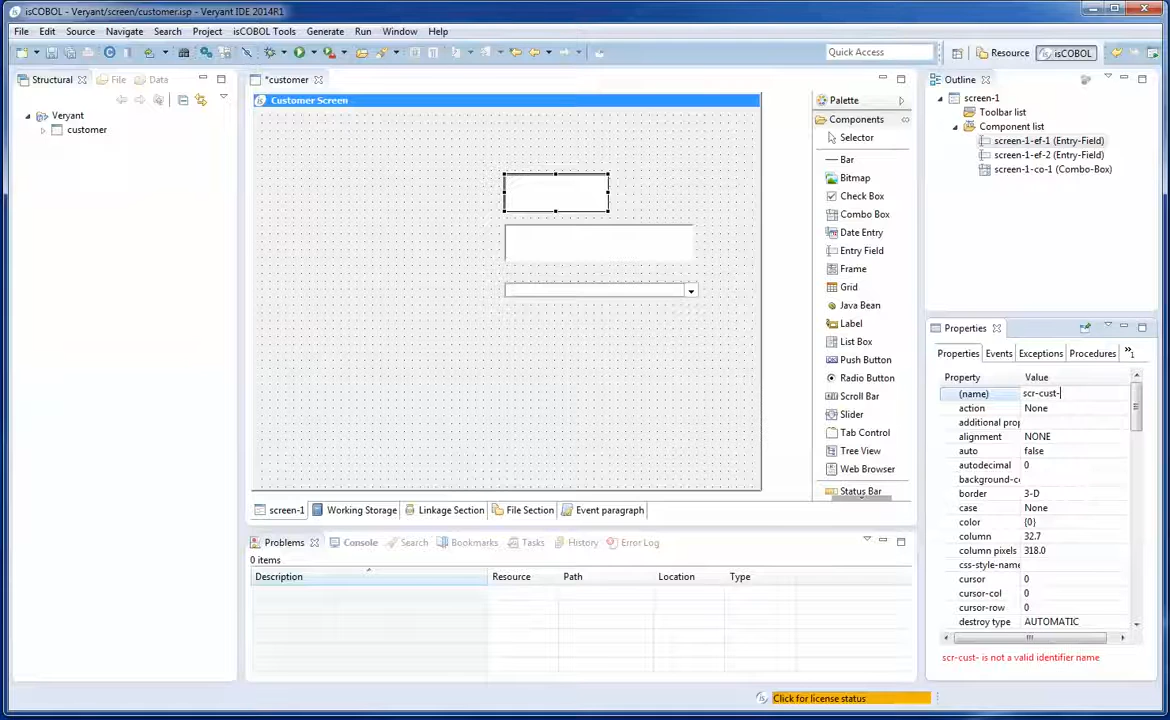 isCOBOL - Veryant/screen/customer.isp - Veryant IDE 2014R1
File Edit Source Navigate Search Project isCOBOL Tools Generate Run Window Help
Quick Access Resource isCOBOL
Structural File Data
Veryant
customer
*customer
Customer Screen
Palette
Components
Selector
Bar
Bitmap
Check Box
Combo Box
Date Entry
Entry Field
Frame
Grid
Java Bean
Label
List Box
Push Button
Radio Button
Scroll Bar
Slider
Tab Control
Tree View
Web Browser
Status Bar
screen-1 Working Storage Linkage Section File Section Event paragraph
Problems Console Search Bookmarks Tasks History Error Log
0 items
Description Resource Path Location Type
Outline
screen-1
Toolbar list
Component list
screen-1-ef-1 (Entry-Field)
screen-1-ef-2 (Entry-Field)
screen-1-co-1 (Combo-Box)
Properties
Properties Events Exceptions Procedures »1
Property Value
(name) scr-cust-
action None
additional prop
alignment NONE
auto false
autodecimal 0
background-c
border 3-D
case None
color {0}
column 32.7
column pixels 318.0
css-style-name
cursor 0
cursor-col 0
cursor-row 0
destroy type AUTOMATIC
scr-cust- is not a valid identifier name
Click for license status